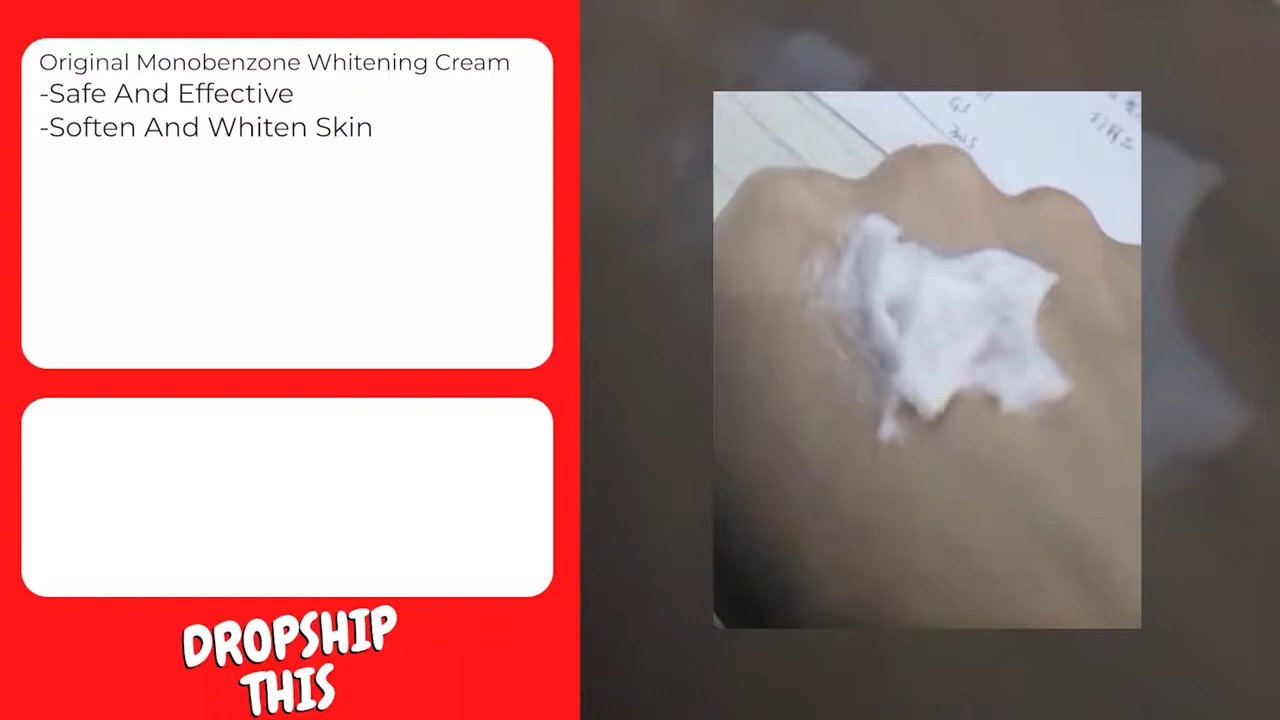 Original Monobenzone Whitening Cream
-Safe And Effective
-Soften And Whiten Skin
DROPSHIP
THIS